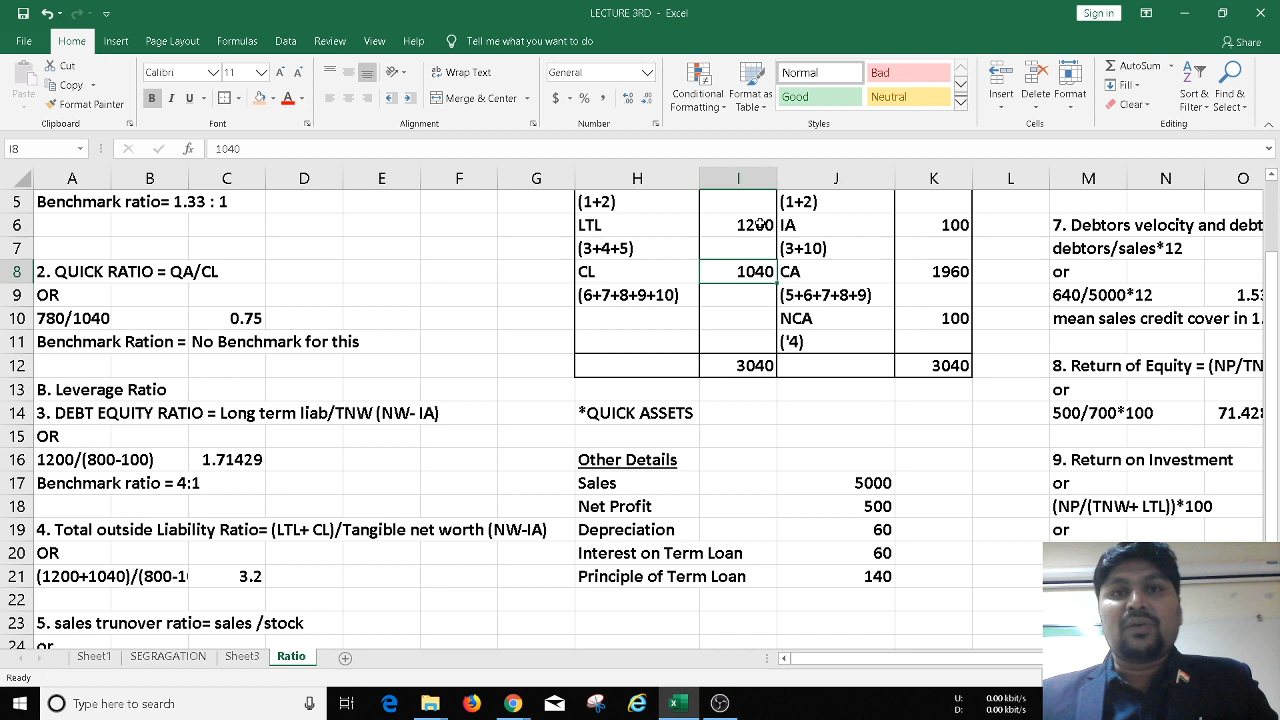 LECTURE 3RD - Excel
Sign in
File Home Insert Page Layout Formulas Data Review View Help Tell me what you want to do Share
Paste
Cut
Copy
Format Painter
Clipboard
Calibri 11
B I U
Font
Wrap Text
Merge & Center
Alignment
General
$ % ,
Number
Conditional Formatting
Format as Table
Normal Bad
Good Neutral
Styles
Insert Delete Format
Cells
AutoSum
Fill
Clear
Sort & Filter
Find & Select
Editing
I8 fx 1040
A B C D E F G H I J K L M N O
5 Benchmark ratio= 1.33 : 1 (1+2) (1+2)
6 LTL 1200 IA 100 7. Debtors velocity and debt
7 (3+4+5) (3+10) debtors/sales*12
8 2. QUICK RATIO = QA/CL CL 1040 CA 1960 or
9 OR (6+7+8+9+10) (5+6+7+8+9) 640/5000*12 1.53
10 780/1040 0.75 NCA 100 mean sales credit cover in 1.
11 Benchmark Ration = No Benchmark for this ('4)
12 3040 3040 8. Return of Equity = (NP/TN
13 B. Leverage Ratio or
14 3. DEBT EQUITY RATIO = Long term liab/TNW (NW- IA) *QUICK ASSETS 500/700*100 71.428
15 OR
16 1200/(800-100) 1.71429 Other Details 9. Return on Investment
17 Benchmark ratio = 4:1 Sales 5000 or
18 Net Profit 500 (NP/(TNW+ LTL))*100
19 4. Total outside Liability Ratio= (LTL+ CL)/Tangible net worth (NW-IA) Depreciation 60 or
20 OR Interest on Term Loan 60
21 (1200+1040)/(800-1 3.2 Principle of Term Loan 140
22
23 5. sales trunover ratio= sales /stock
24 or
Sheet1 SEGRAGATION Sheet3 Ratio
Ready
Type here to search
U: 0.00 kbit/s
D: 0.00 kbit/s